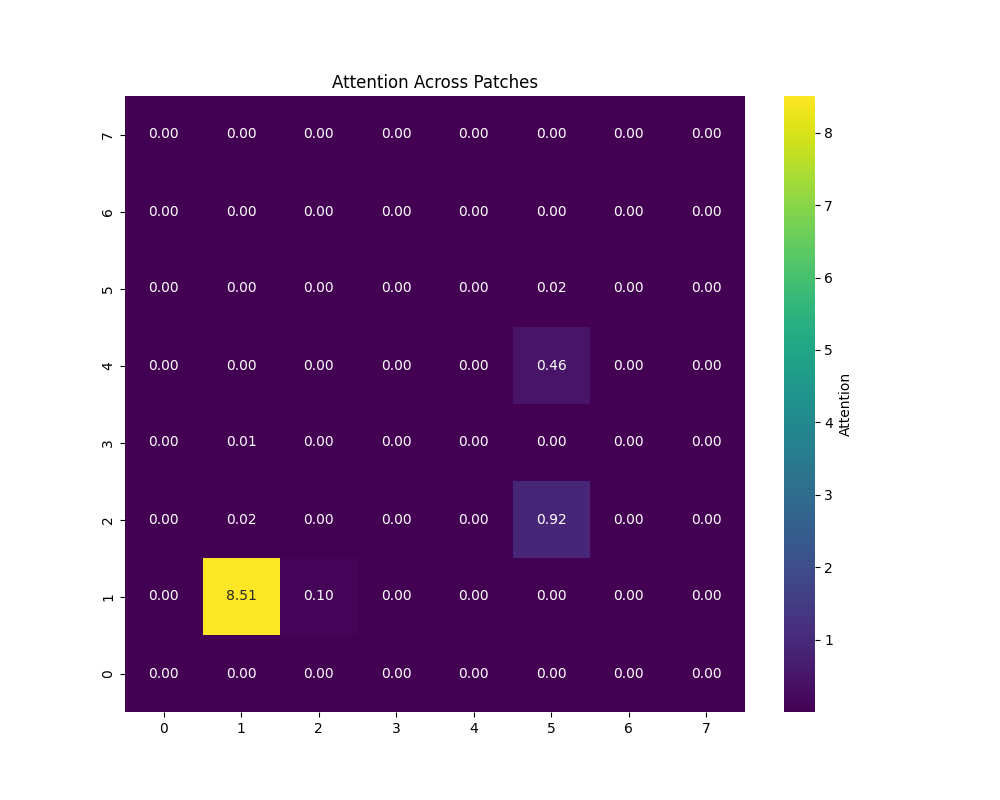 Attention Across Patches
7 0.00 0.00 0.00 0.00 0.00 0.00 0.00 0.00
6 0.00 0.00 0.00 0.00 0.00 0.00 0.00 0.00
5 0.00 0.00 0.00 0.00 0.00 0.02 0.00 0.00
4 0.00 0.00 0.00 0.00 0.00 0.46 0.00 0.00
3 0.00 0.01 0.00 0.00 0.00 0.00 0.00 0.00
2 0.00 0.02 0.00 0.00 0.00 0.92 0.00 0.00
1 0.00 8.51 0.10 0.00 0.00 0.00 0.00 0.00
0 0.00 0.00 0.00 0.00 0.00 0.00 0.00 0.00
0 1 2 3 4 5 6 7
8
7
6
5
4
3
2
1
Attention